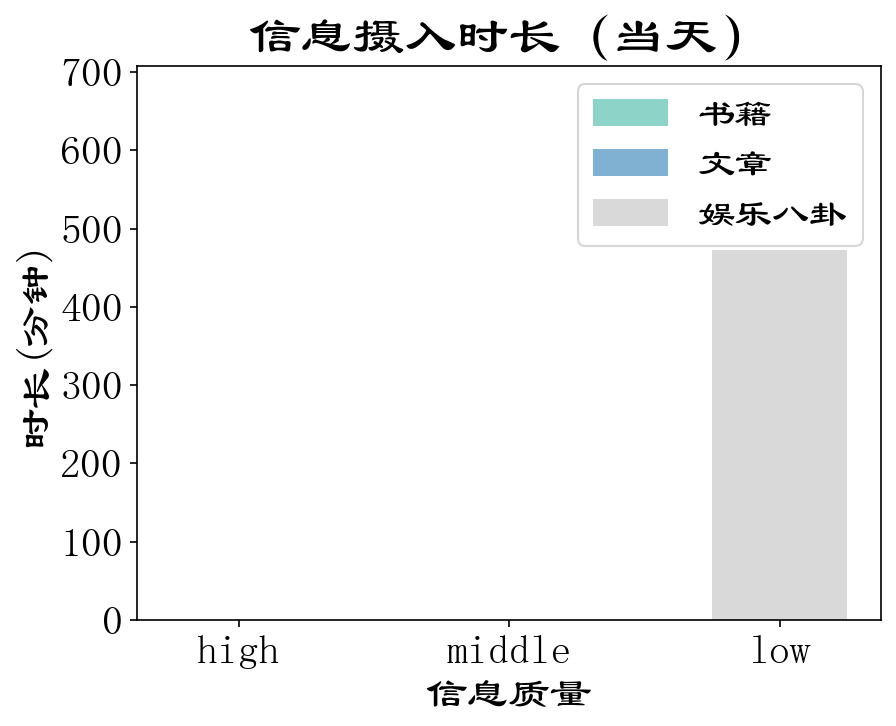 信息摄入时长（当天）
700
600
500
400
300
200
100
0
时长(分钟)
书籍
文章
娱乐八卦
high
middle
low
信息质量